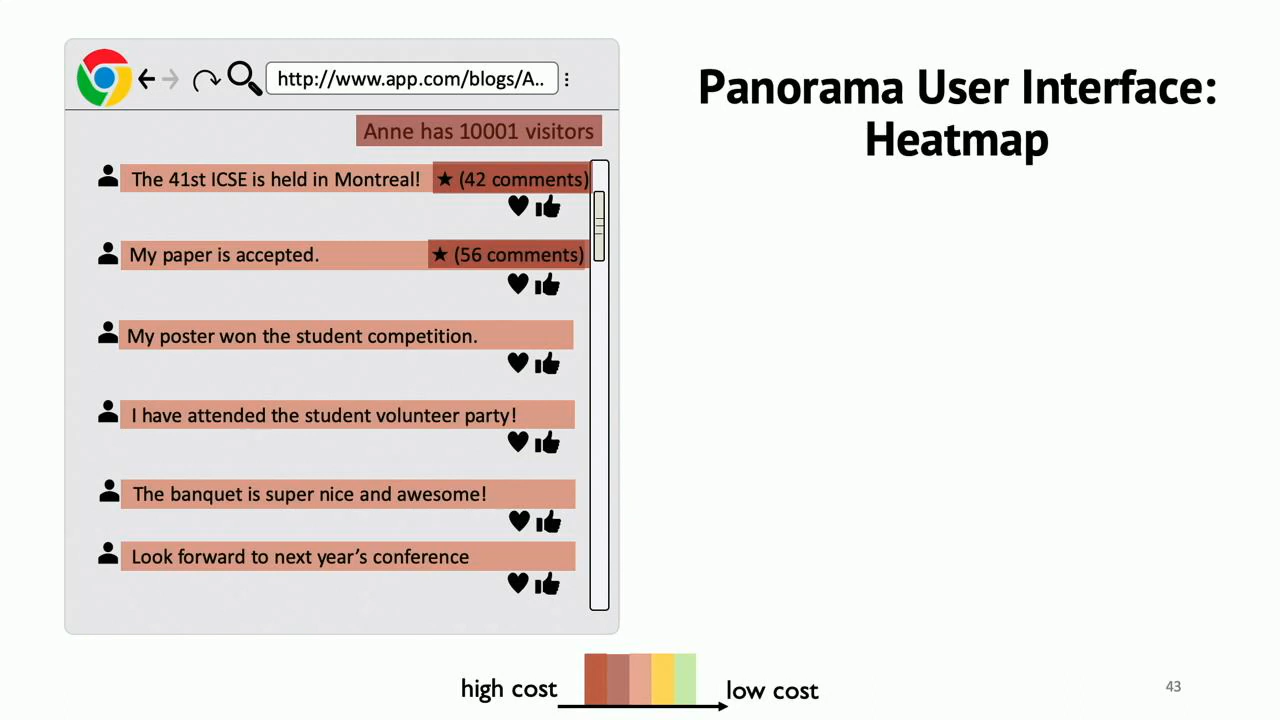 http://www.app.com/blogs/A..
Panorama User Interface:
Heatmap
Anne has 10001 visitors
The 41st ICSE is held in Montreal! ★ (42 comments)
My paper is accepted. ★ (56 comments)
My poster won the student competition.
I have attended the student volunteer party!
The banquet is super nice and awesome!
Look forward to next year’s conference
high cost
low cost
43